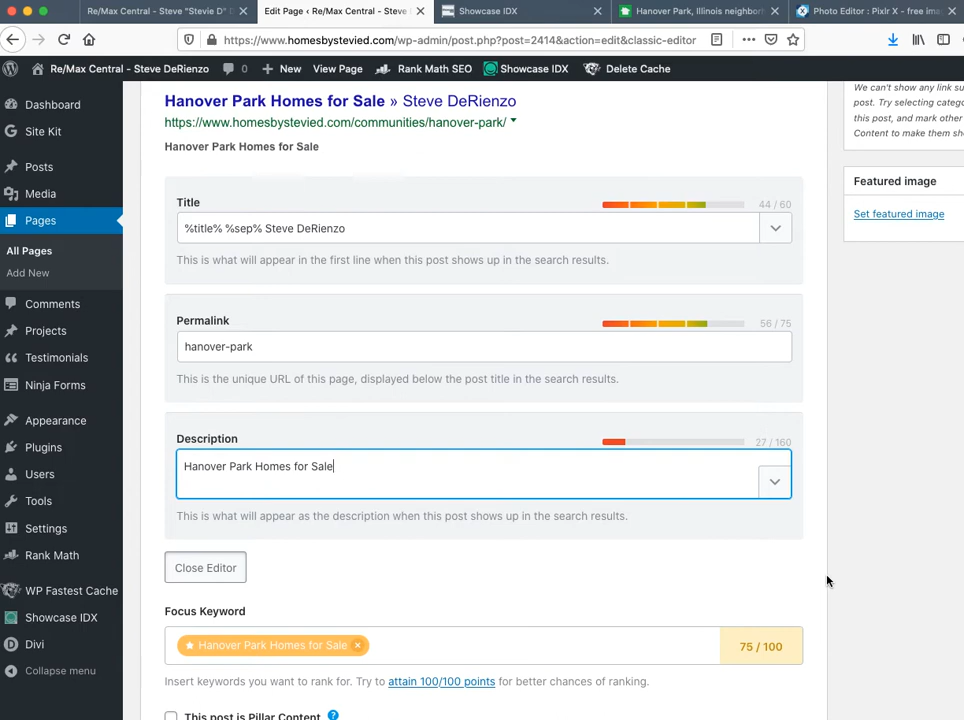 Re/Max Central - Steve "Stevie D" D
Edit Page ‹ Re/Max Central - Steve
Showcase IDX
Hanover Park, Illinois neighbor
Photo Editor : Pixlr X - free ima
https://www.homesbystevied.com/wp-admin/post.php?post=2414&action=edit&classic-editor
Re/Max Central - Steve DeRienzo
0
New
View Page
Rank Math SEO
Showcase IDX
Delete Cache
Dashboard
Site Kit
Posts
Media
Pages
All Pages
Add New
Comments
Projects
Testimonials
Ninja Forms
Appearance
Plugins
Users
Tools
Settings
Rank Math
WP Fastest Cache
Showcase IDX
Divi
Collapse menu
Hanover Park Homes for Sale » Steve DeRienzo
https://www.homesbystevied.com/communities/hanover-park/
Hanover Park Homes for Sale
Title
44 / 60
%title% %sep% Steve DeRienzo
This is what will appear in the first line when this post shows up in the search results.
Permalink
56 / 75
hanover-park
This is the unique URL of this page, displayed below the post title in the search results.
Description
27 / 160
Hanover Park Homes for Sale
This is what will appear as the description when this post shows up in the search results.
Close Editor
Focus Keyword
Hanover Park Homes for Sale
75 / 100
Insert keywords you want to rank for. Try to attain 100/100 points for better chances of ranking.
This post is Pillar Content
We can't show any link su
post. Try selecting catego
this post, and mark other
Content to make them sh
Featured image
Set featured image